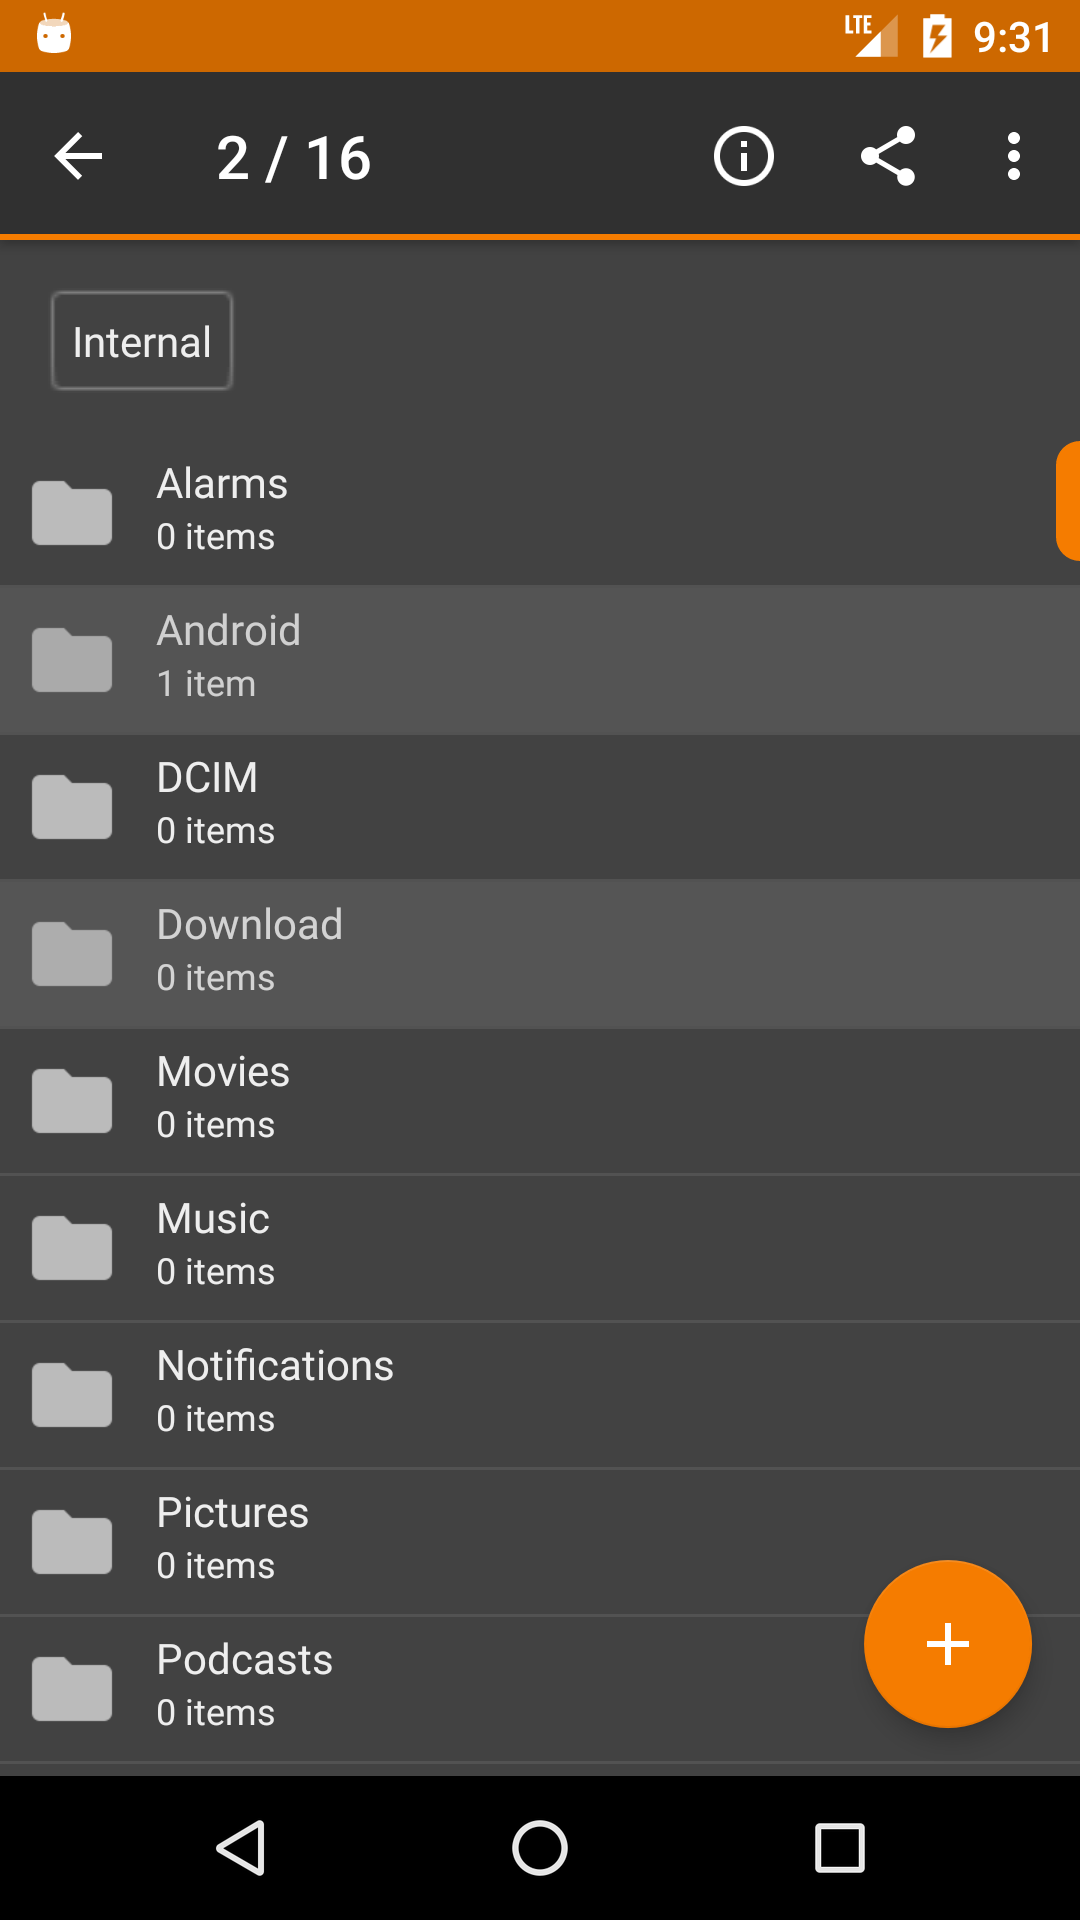 LTE 9:31
2 / 16
Internal
Alarms
0 items
Android
1 item
DCIM
0 items
Download
0 items
Movies
0 items
Music
0 items
Notifications
0 items
Pictures
0 items
Podcasts
0 items